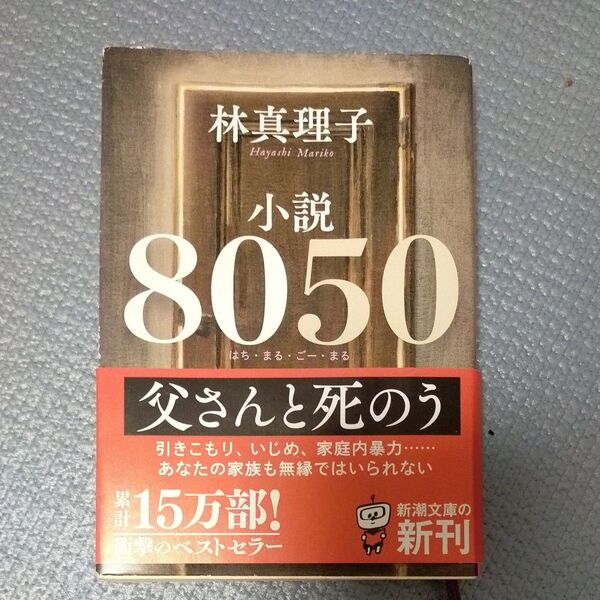 林真理子
Hayashi Mariko
小説
8050
はち・まる・ごー・まる
父さんと死のう
引きこもり、いじめ、家庭内暴力……
あなたの家族も無縁ではいられない
累計
15万部!
衝撃のベストセラー
新潮文庫の
新刊